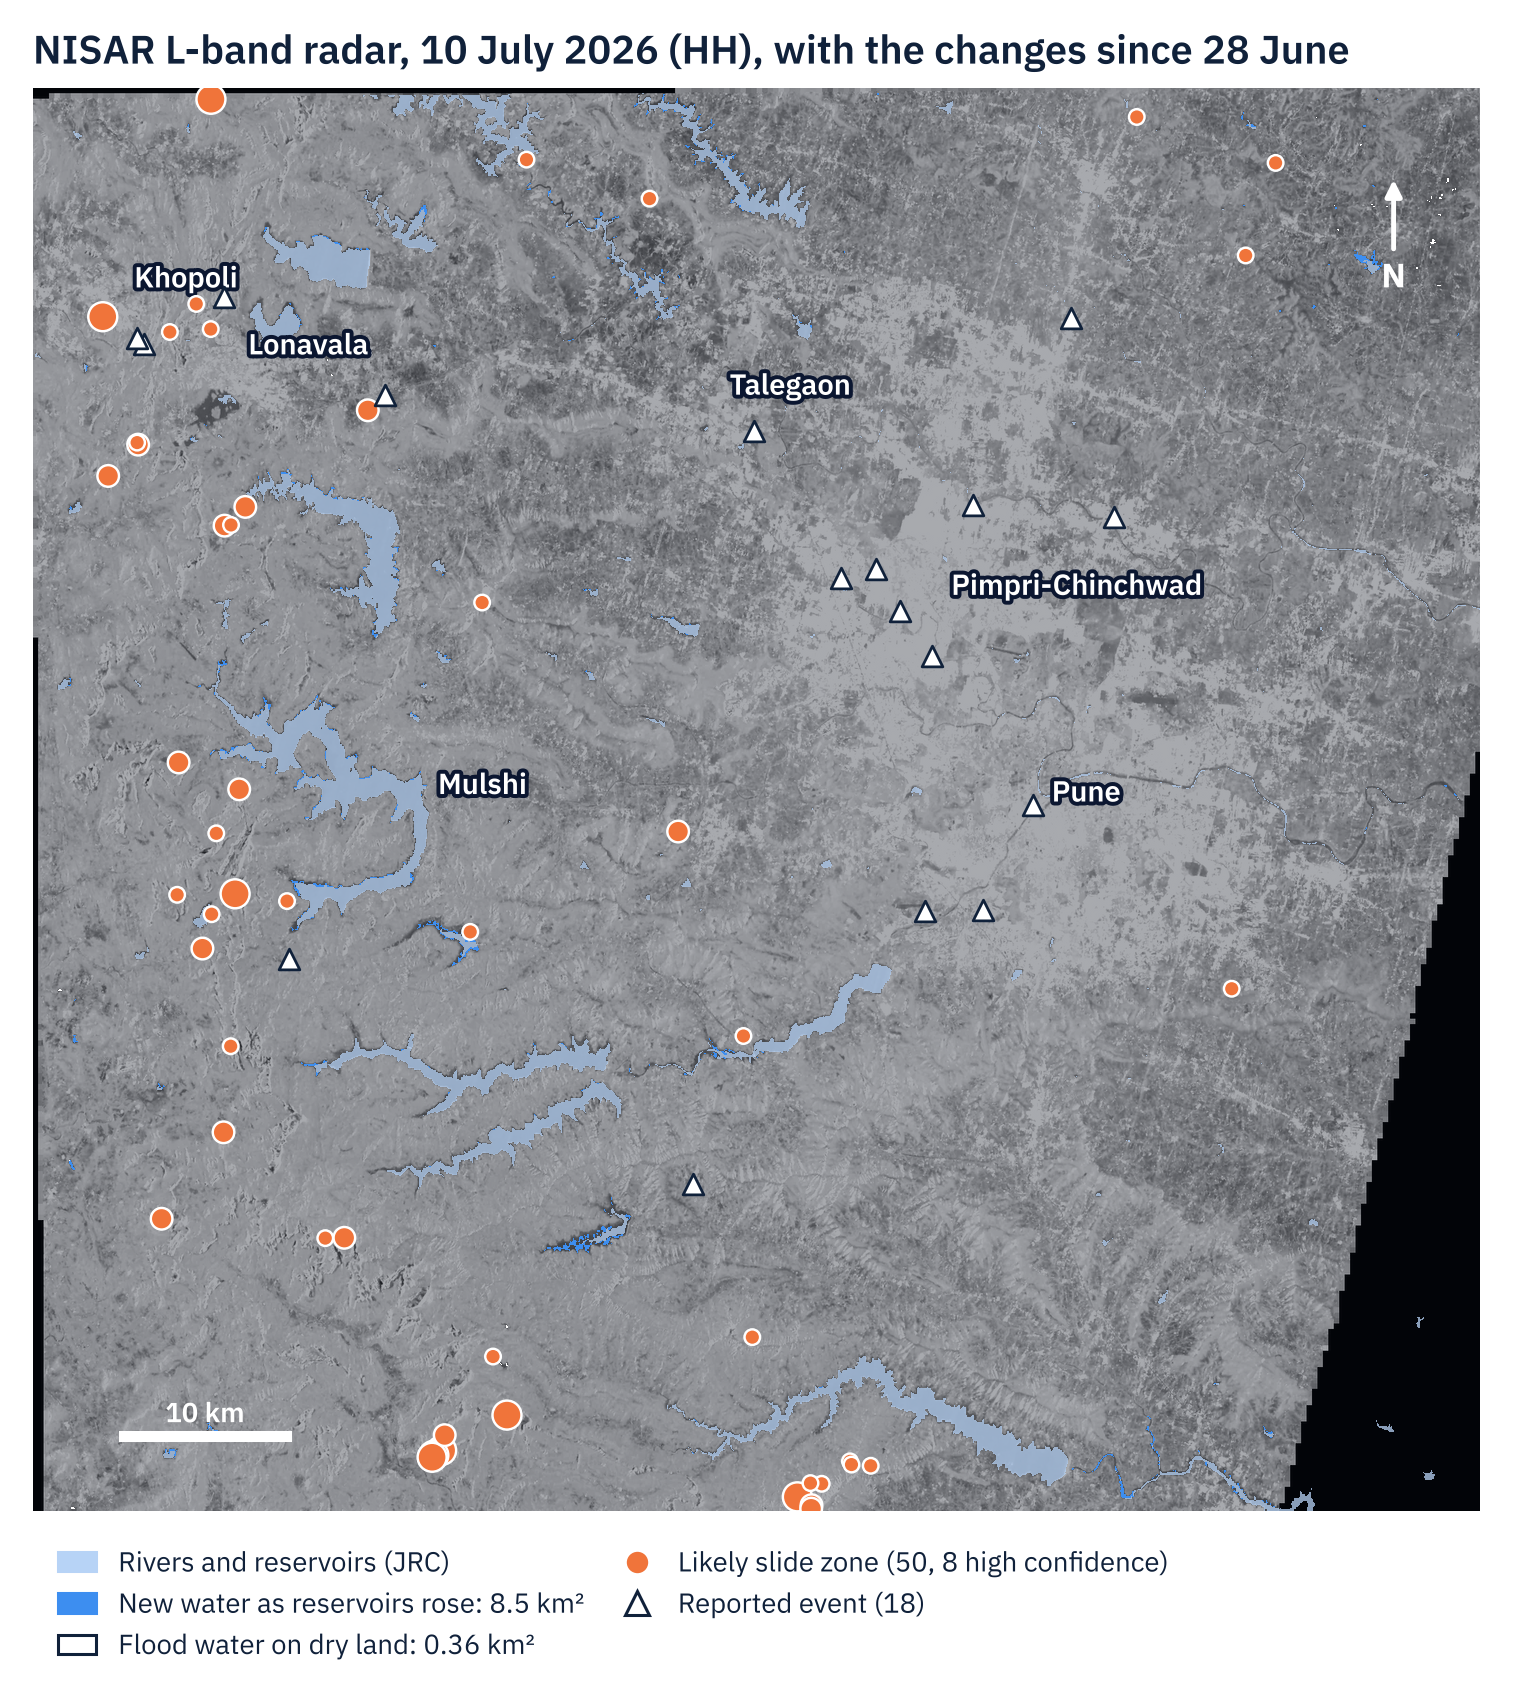 NISAR L-band radar, 10 July 2026 (HH), with the changes since 28 June
N
Khopoli
Lonavala
Talegaon
Pimpri-Chinchwad
Mulshi
Pune
10 km
Rivers and reservoirs (JRC)
New water as reservoirs rose: 8.5 km²
Flood water on dry land: 0.36 km²
Likely slide zone (50, 8 high confidence)
Reported event (18)